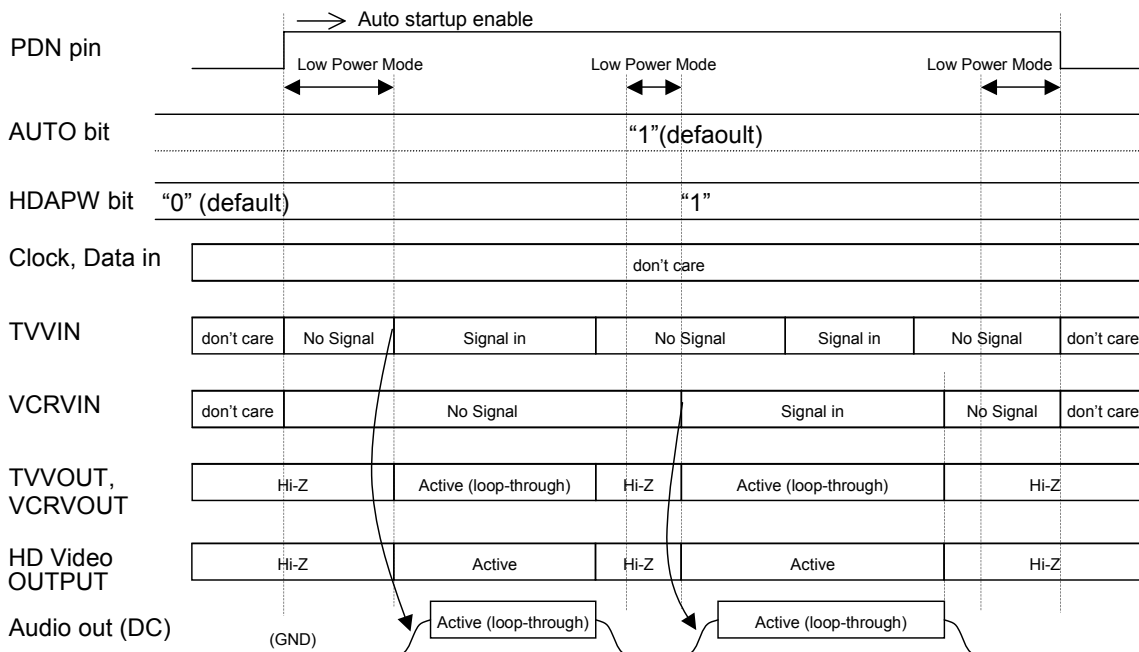 Auto startup enable
PDN pin
Low Power Mode Low Power Mode Low Power Mode
AUTO bit “1”(defaoult)
HDAPW bit “0” (default) “1”
Clock, Data in don’t care
TVVIN don’t care No Signal Signal in No Signal Signal in No Signal don’t care
VCRVIN don’t care No Signal Signal in No Signal don’t care
TVVOUT,
VCRVOUT Hi-Z Active (loop-through) Hi-Z Active (loop-through) Hi-Z
HD Video
OUTPUT Hi-Z Active Hi-Z Active Hi-Z
Audio out (DC) (GND) Active (loop-through) Active (loop-through)